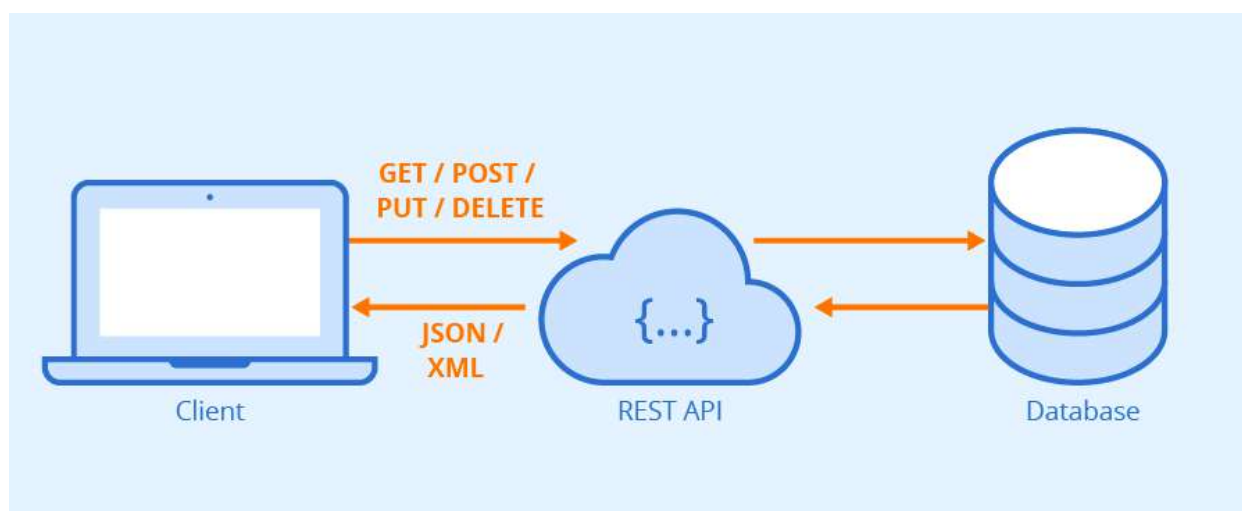 GET / POST /
PUT / DELETE
{...}
JSON /
XML
Client
REST API
Database